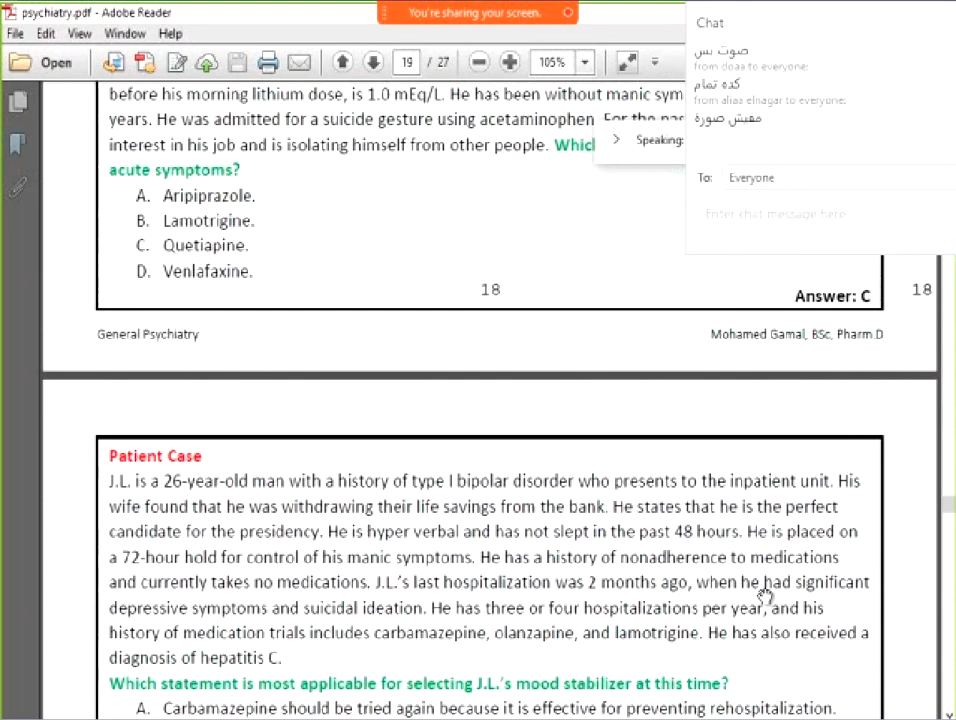 psychiatry.pdf - Adobe Reader
You're sharing your screen.
File Edit View Window Help
Open 19 / 27 105%
before his morning lithium dose, is 1.0 mEq/L. He has been without manic sym
years. He was admitted for a suicide gesture using acetaminophen. For the pas
interest in his job and is isolating himself from other people. Which
acute symptoms?
A. Aripiprazole.
B. Lamotrigine.
C. Quetiapine.
D. Venlafaxine.
18
Answer: C
18
General Psychiatry
Mohamed Gamal, BSc, Pharm.D
Speaking:
Chat
صوت بس
from doaa to everyone:
كده تمام
from aliaa elnagar to everyone:
مفيش صورة
To: Everyone
Enter chat message here
Patient Case
J.L. is a 26-year-old man with a history of type I bipolar disorder who presents to the inpatient unit. His
wife found that he was withdrawing their life savings from the bank. He states that he is the perfect
candidate for the presidency. He is hyper verbal and has not slept in the past 48 hours. He is placed on
a 72-hour hold for control of his manic symptoms. He has a history of nonadherence to medications
and currently takes no medications. J.L.'s last hospitalization was 2 months ago, when he had significant
depressive symptoms and suicidal ideation. He has three or four hospitalizations per year, and his
history of medication trials includes carbamazepine, olanzapine, and lamotrigine. He has also received a
diagnosis of hepatitis C.
Which statement is most applicable for selecting J.L.'s mood stabilizer at this time?
A. Carbamazepine should be tried again because it is effective for preventing rehospitalization.